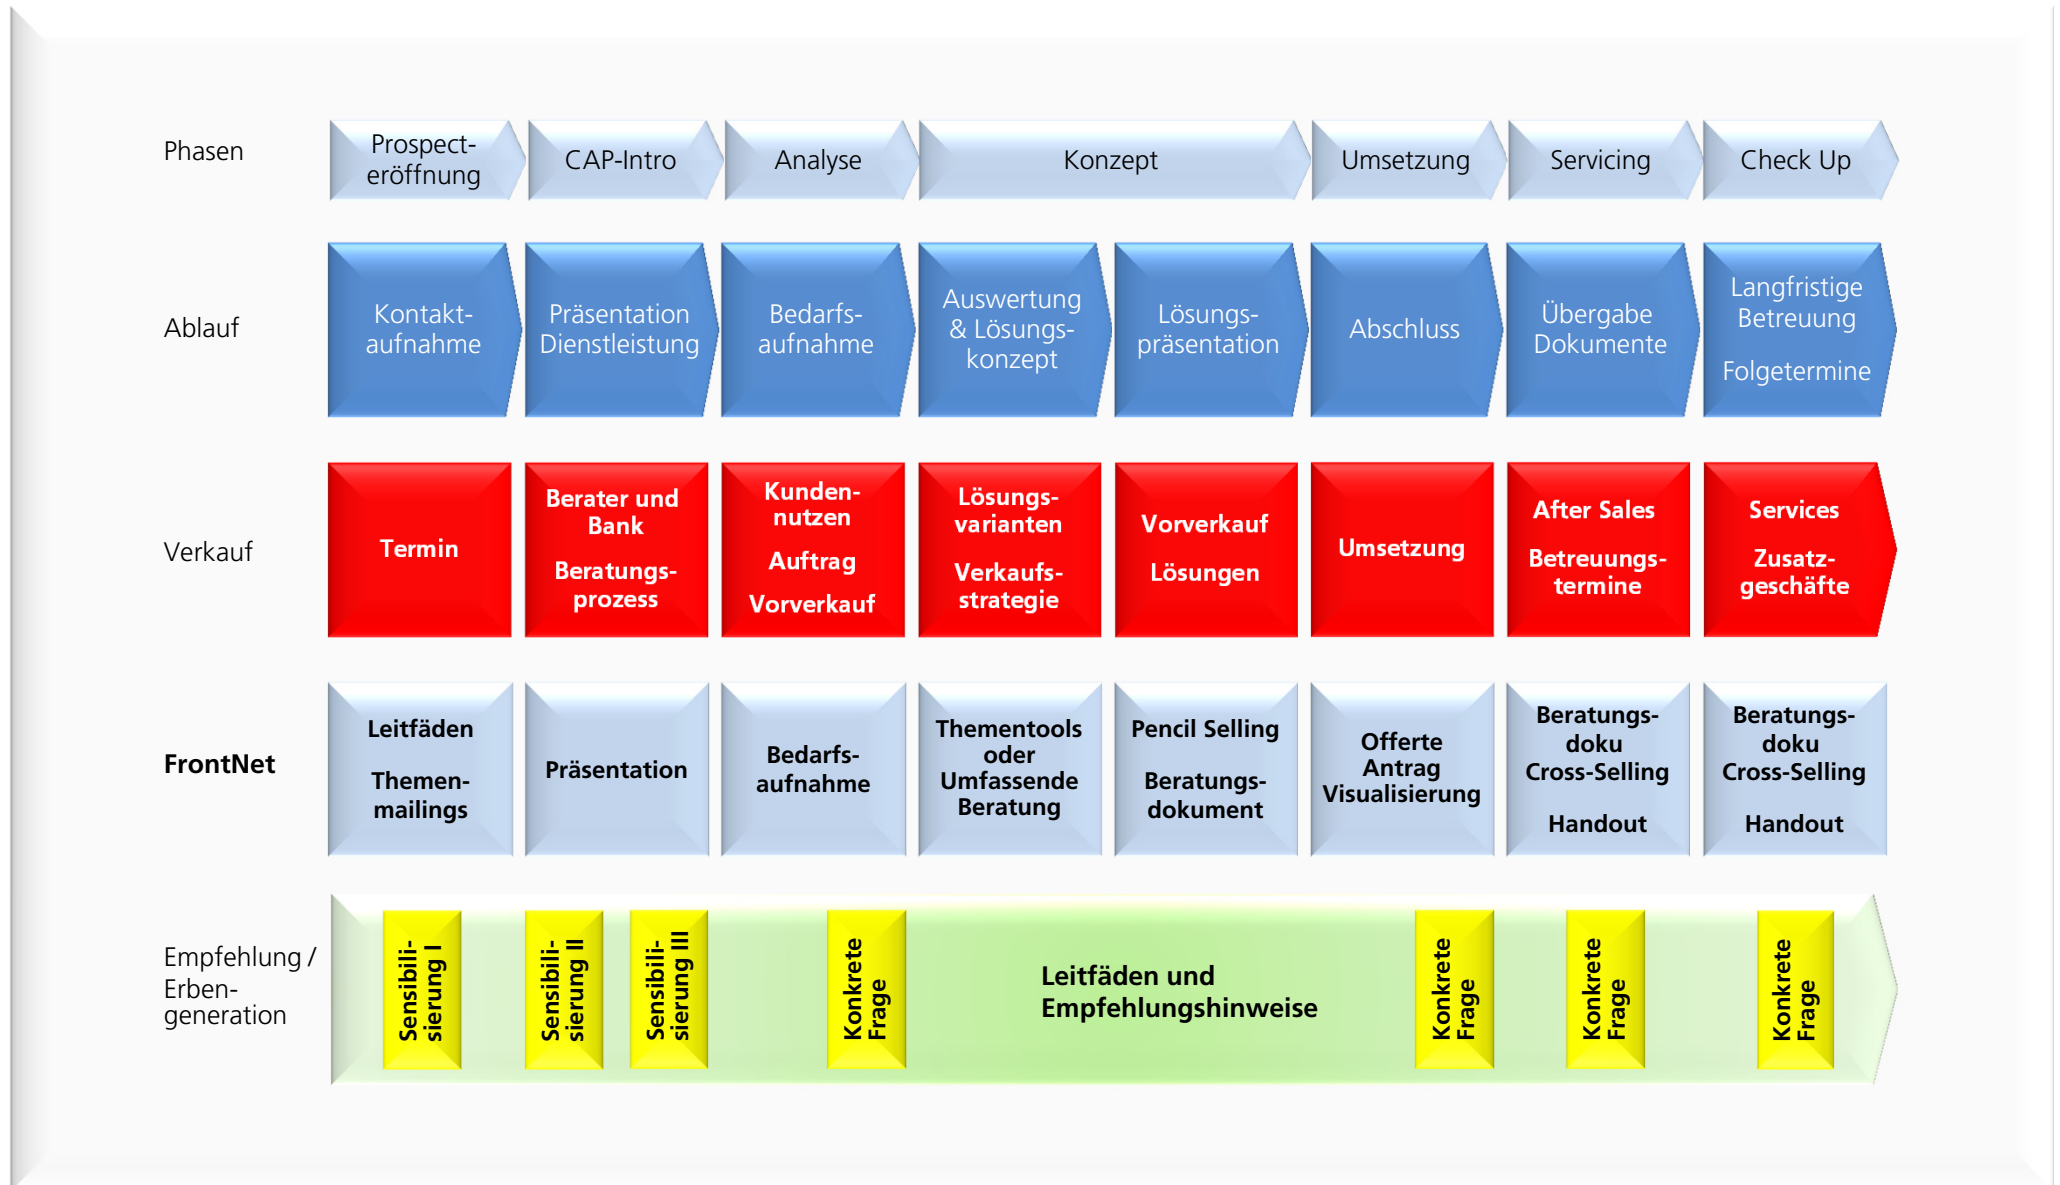 Phasen
Prospect-
eröffnung
CAP-Intro
Analyse
Konzept
Umsetzung
Servicing
Check Up
Ablauf
Kontakt-
aufnahme
Präsentation
Dienstleistung
Bedarfs-
aufnahme
Auswertung
& Lösungs-
konzept
Lösungs-
präsentation
Abschluss
Übergabe
Dokumente
Langfristige
Betreuung
Folgetermine
Verkauf
Termin
Berater und
Bank
Beratungs-
prozess
Kunden-
nutzen
Auftrag
Vorverkauf
Lösungs-
varianten
Verkaufs-
strategie
Vorverkauf
Lösungen
Umsetzung
After Sales
Betreuungs-
termine
Services
Zusatz-
geschäfte
FrontNet
Leitfäden
Themen-
mailings
Präsentation
Bedarfs-
aufnahme
Thementools
oder
Umfassende
Beratung
Pencil Selling
Beratungs-
dokument
Offerte
Antrag
Visualisierung
Beratungs-
doku
Cross-Selling
Handout
Beratungs-
doku
Cross-Selling
Handout
Empfehlung /
Erben-
generation
Sensibili-
sierung I
Sensibili-
sierung II
Sensibili-
sierung III
Konkrete
Frage
Leitfäden und
Empfehlungshinweise
Konkrete
Frage
Konkrete
Frage
Konkrete
Frage